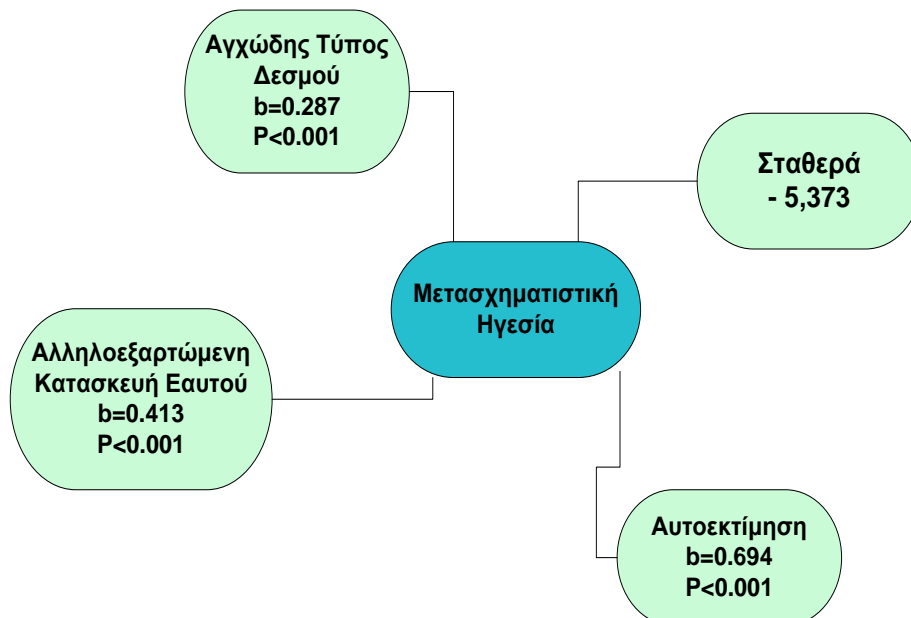 Αγχώδης Τύπος
Δεσμού
b=0.287
P<0.001
Σταθερά
- 5,373
Μετασχηματιστική
Ηγεσία
Αλληλοεξαρτώμενη
Κατασκευή Εαυτού
b=0.413
P<0.001
Αυτοεκτίμηση
b=0.694
P<0.001